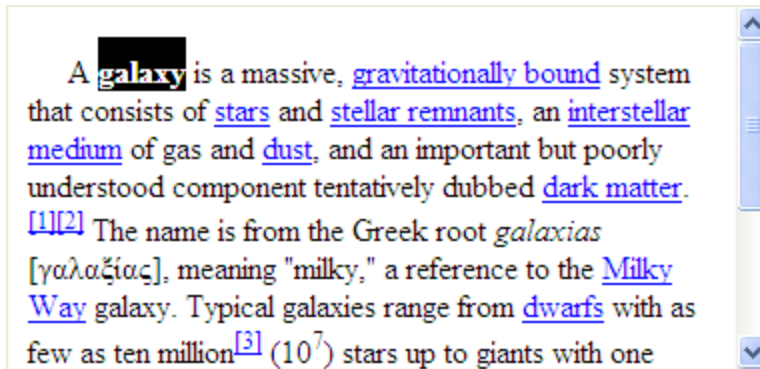 A galaxy is a massive, gravitationally bound system
that consists of stars and stellar remnants, an interstellar
medium of gas and dust, and an important but poorly
understood component tentatively dubbed dark matter.
[1][2] The name is from the Greek root galaxias
[γαλαξίας], meaning "milky," a reference to the Milky
Way galaxy. Typical galaxies range from dwarfs with as
few as ten million[3] (10⁷) stars up to giants with one